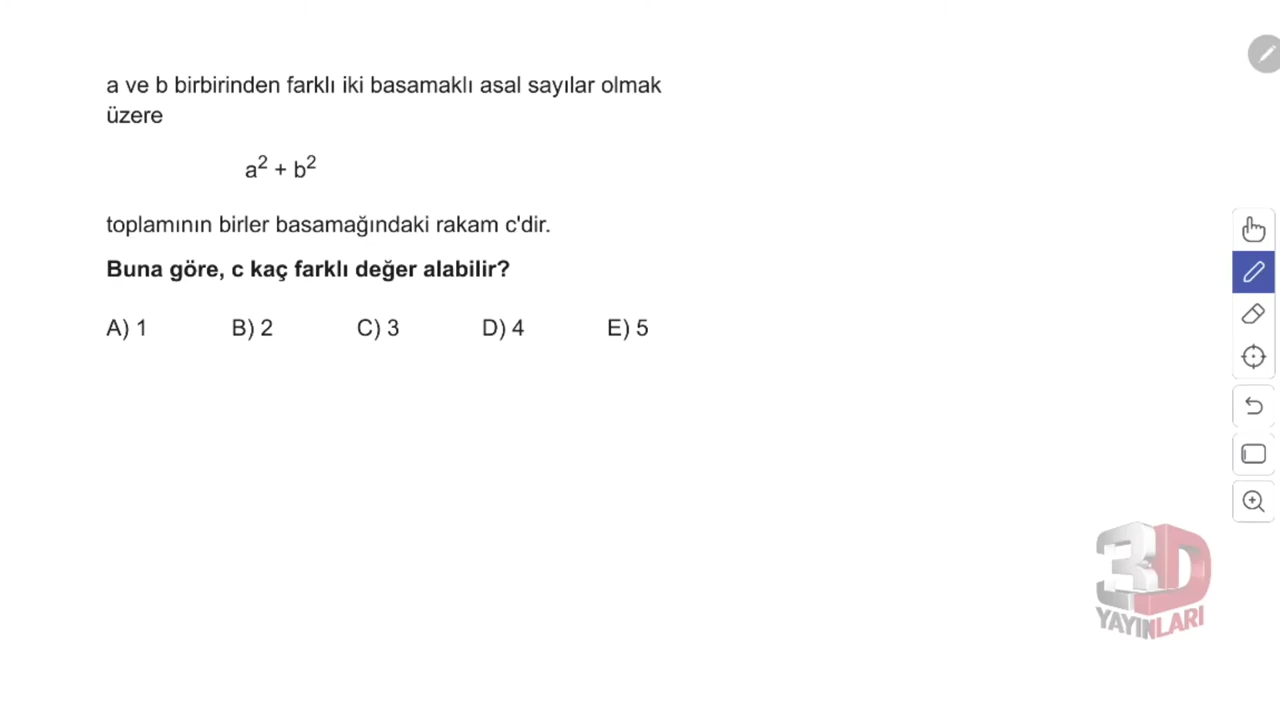 a ve b birbirinden farklı iki basamaklı asal sayılar olmak
üzere
a² + b²
toplamının birler basamağındaki rakam c'dir.
Buna göre, c kaç farklı değer alabilir?
A) 1 B) 2 C) 3 D) 4 E) 5
3D
YAYINLARI